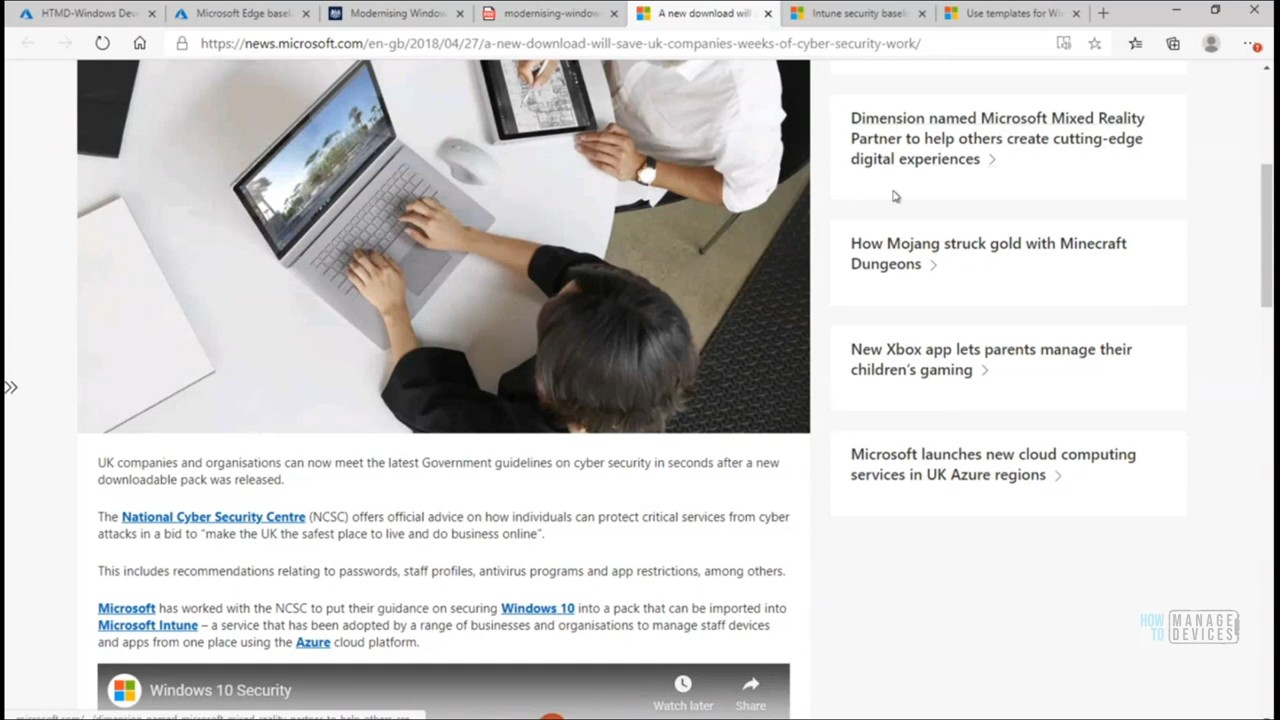 HTMD-Windows Dev
Microsoft Edge basel
Modernising Window
modernising-window
A new download will
Intune security baseli
Use templates for Wi
https://news.microsoft.com/en-gb/2018/04/27/a-new-download-will-save-uk-companies-weeks-of-cyber-security-work/
Dimension named Microsoft Mixed Reality
Partner to help others create cutting-edge
digital experiences
How Mojang struck gold with Minecraft
Dungeons
New Xbox app lets parents manage their
children's gaming
Microsoft launches new cloud computing
services in UK Azure regions
UK companies and organisations can now meet the latest Government guidelines on cyber security in seconds after a new
downloadable pack was released.
The National Cyber Security Centre (NCSC) offers official advice on how individuals can protect critical services from cyber
attacks in a bid to "make the UK the safest place to live and do business online".
This includes recommendations relating to passwords, staff profiles, antivirus programs and app restrictions, among others.
Microsoft has worked with the NCSC to put their guidance on securing Windows 10 into a pack that can be imported into
Microsoft Intune – a service that has been adopted by a range of businesses and organisations to manage staff devices
and apps from one place using the Azure cloud platform.
Windows 10 Security
Watch later
Share
HOW
TO
MANAGE
DEVICES